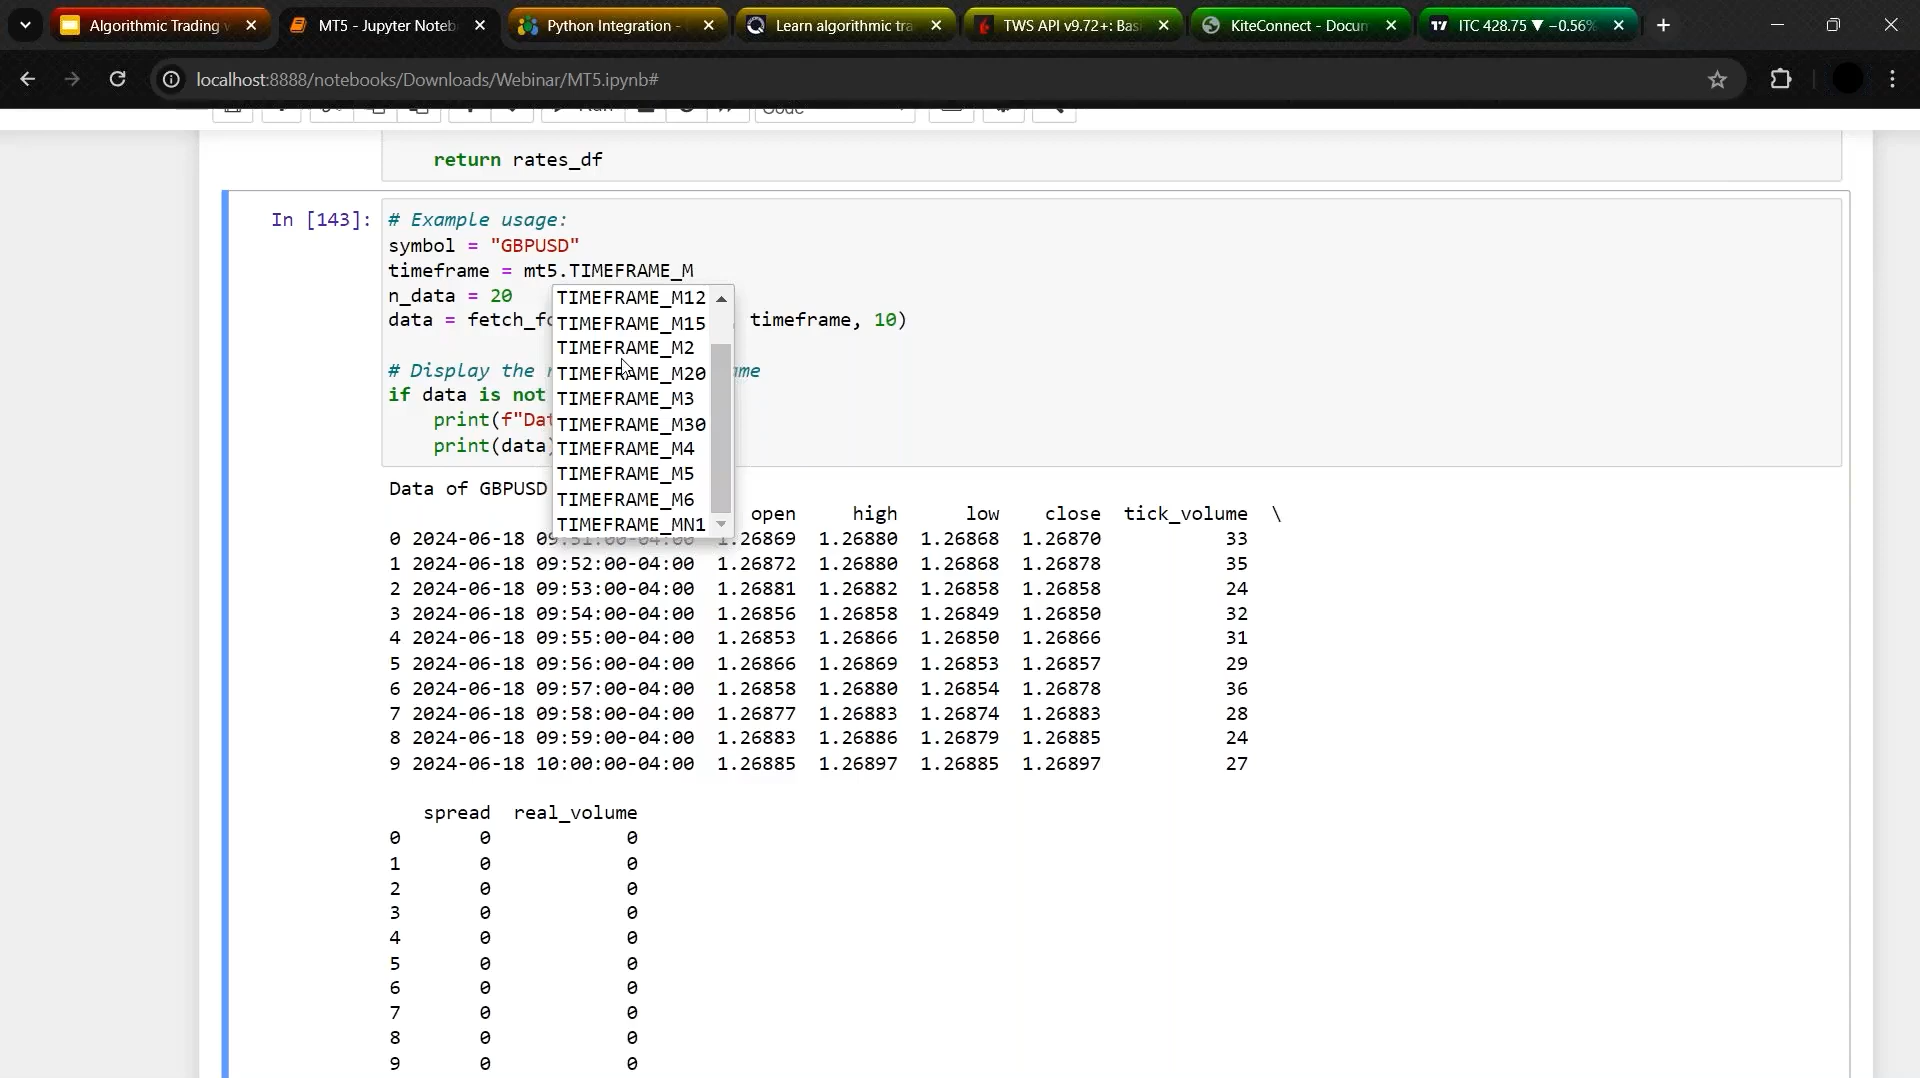 Algorithmic Trading
MT5 - Jupyter Noteb
Python Integration -
Learn algorithmic tra
TWS API v9.72+: Bas
KiteConnect - Docum
ITC 428.75 ▼ −0.56%
localhost:8888/notebooks/Downloads/Webinar/MT5.ipynb#
return rates_df
In [143]:
# Example usage:
symbol = "GBPUSD"
timeframe = mt5.TIMEFRAME_M
n_data = 20
data = fetch_fo
timeframe, 10)
# Display the
me
if data is not
print(f"Dat
print(data
TIMEFRAME_M12
TIMEFRAME_M15
TIMEFRAME_M2
TIMEFRAME_M20
TIMEFRAME_M3
TIMEFRAME_M30
TIMEFRAME_M4
TIMEFRAME_M5
TIMEFRAME_M6
TIMEFRAME_MN1
Data of GBPUSD
open high low close tick_volume \
0 2024-06-18 09:51:00-04:00 1.26869 1.26880 1.26868 1.26870 33
1 2024-06-18 09:52:00-04:00 1.26872 1.26880 1.26868 1.26878 35
2 2024-06-18 09:53:00-04:00 1.26881 1.26882 1.26858 1.26858 24
3 2024-06-18 09:54:00-04:00 1.26856 1.26858 1.26849 1.26850 32
4 2024-06-18 09:55:00-04:00 1.26853 1.26866 1.26850 1.26866 31
5 2024-06-18 09:56:00-04:00 1.26866 1.26869 1.26853 1.26857 29
6 2024-06-18 09:57:00-04:00 1.26858 1.26880 1.26854 1.26878 36
7 2024-06-18 09:58:00-04:00 1.26877 1.26883 1.26874 1.26883 28
8 2024-06-18 09:59:00-04:00 1.26883 1.26886 1.26879 1.26885 24
9 2024-06-18 10:00:00-04:00 1.26885 1.26897 1.26885 1.26897 27
spread real_volume
0 0 0
1 0 0
2 0 0
3 0 0
4 0 0
5 0 0
6 0 0
7 0 0
8 0 0
9 0 0